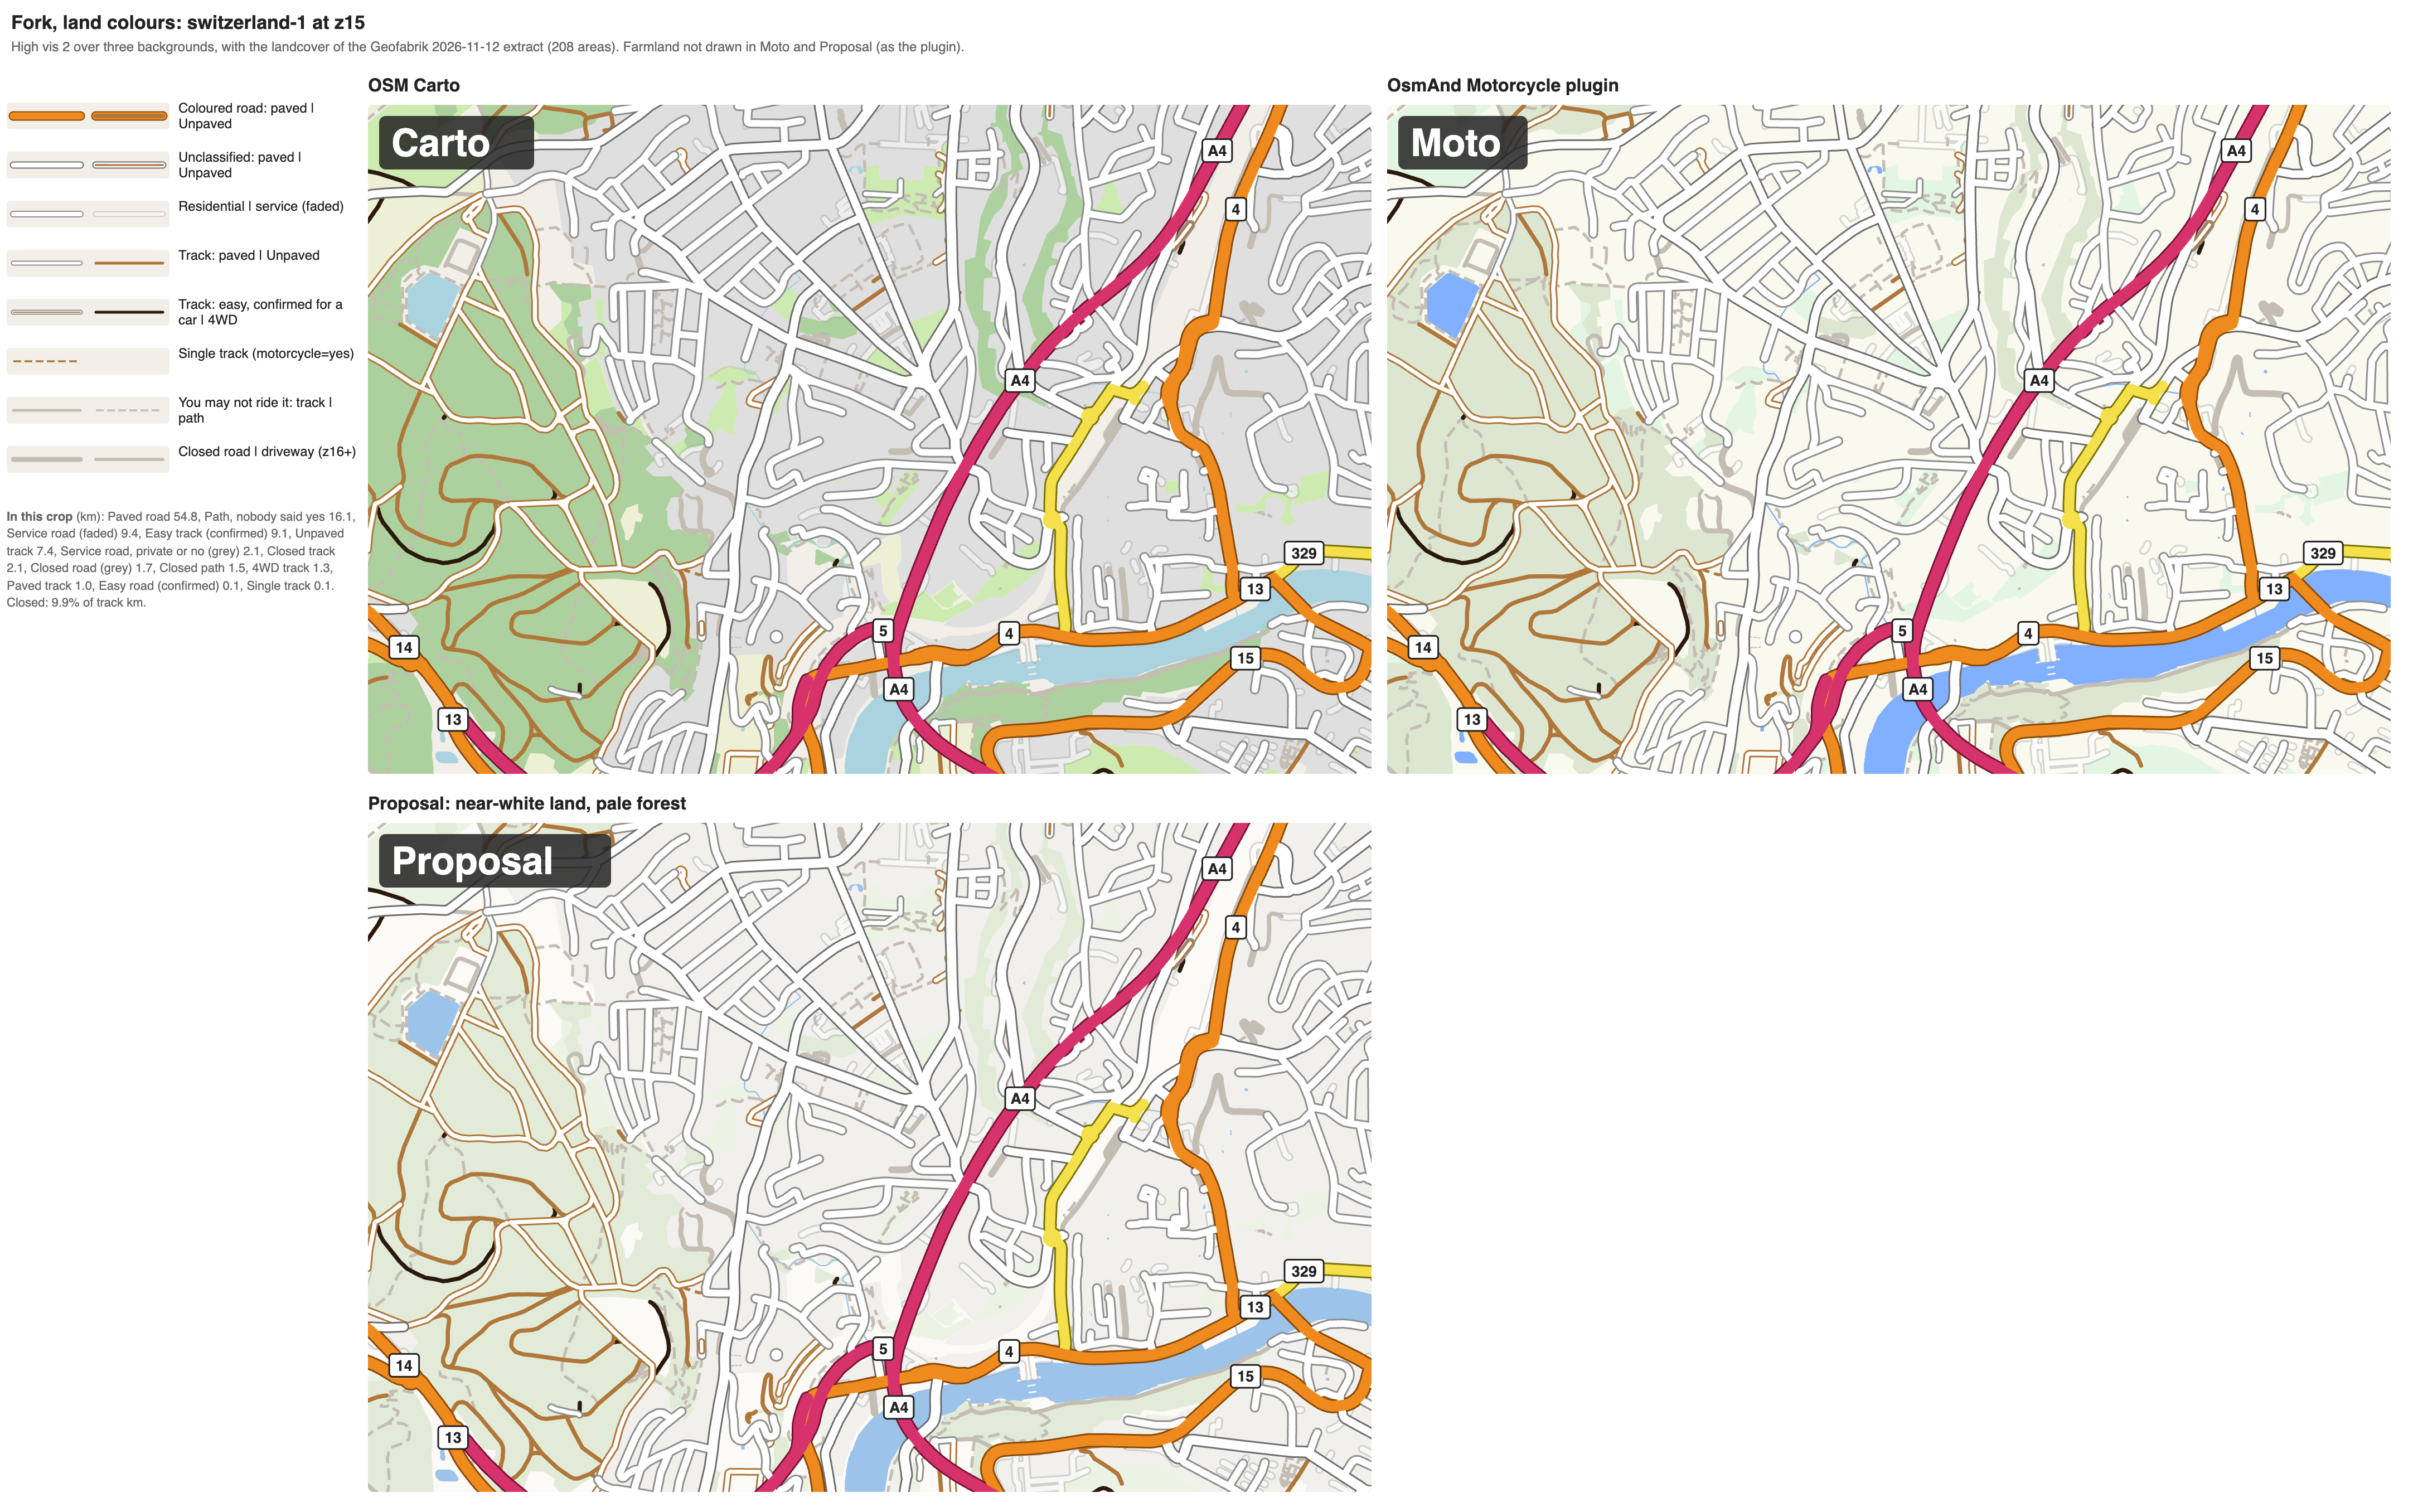 Fork, land colours: switzerland-1 at z15
High vis 2 over three backgrounds, with the landcover of the Geofabrik 2026-11-12 extract (208 areas). Farmland not drawn in Moto and Proposal (as the plugin).
Coloured road: paved |
Unpaved
Unclassified: paved |
Unpaved
Residential | service (faded)
Track: paved | Unpaved
Track: easy, confirmed for a
car | 4WD
Single track (motorcycle=yes)
You may not ride it: track |
path
Closed road | driveway (z16+)
In this crop (km): Paved road 54.8, Path, nobody said yes 16.1,
Service road (faded) 9.4, Easy track (confirmed) 9.1, Unpaved
track 7.4, Service road, private or no (grey) 2.1, Closed track
2.1, Closed road (grey) 1.7, Closed path 1.5, 4WD track 1.3,
Paved track 1.0, Easy road (confirmed) 0.1, Single track 0.1.
Closed: 9.9% of track km.
OSM Carto
Carto
A4
4
A4
329
13
5
4
14
15
A4
13
OsmAnd Motorcycle plugin
Moto
A4
4
A4
329
13
5
4
14
15
A4
13
Proposal: near-white land, pale forest
Proposal
A4
4
A4
329
13
5
4
14
15
A4
13